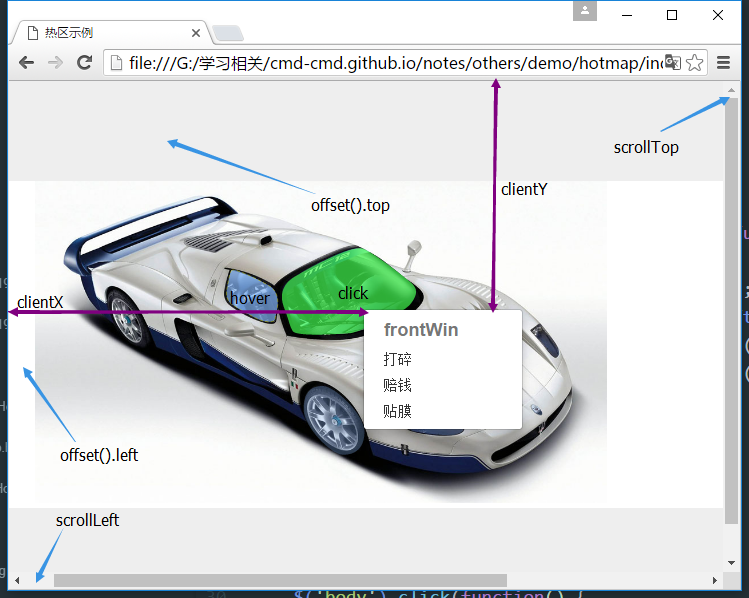 热区示例
file:///G:/学习相关/cmd-cmd.github.io/notes/others/demo/hotmap/in
scrollTop
clientY
offset().top
clientX
hover
click
frontWin
打碎
赔钱
贴膜
offset().left
scrollLeft
$('body').click(function() {